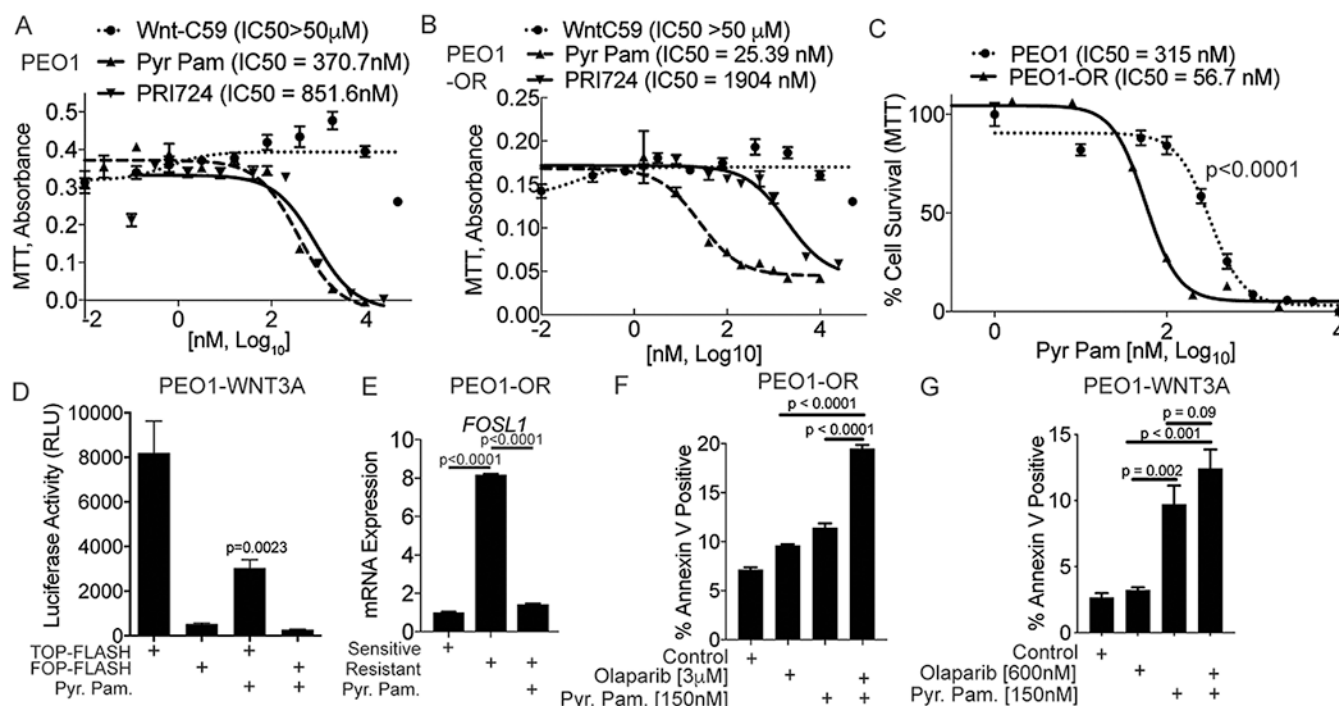 A
Wnt-C59 (IC50>50μM)
PEO1
Pyr Pam (IC50 = 370.7nM)
PRI724 (IC50 = 851.6nM)
MTT, Absorbance
0.5
0.4
0.3
0.2
0.1
0.0
-2 0 2 4
[nM, Log10]
B
WntC59 (IC50 >50 μM)
PEO1
-OR
Pyr Pam (IC50 = 25.39 nM)
PRI724 (IC50 = 1904 nM)
MTT, Absorbance
0.25
0.20
0.15
0.10
0.05
0.00
-2 0 2 4
[nM, Log10]
C
PEO1 (IC50 = 315 nM)
PEO1-OR (IC50 = 56.7 nM)
% Cell Survival (MTT)
100
50
0
p<0.0001
0 2 4
Pyr Pam [nM, Log10]
D
PEO1-WNT3A
Luciferase Activity (RLU)
10000
8000
6000
4000
2000
0
p=0.0023
TOP-FLASH + +
FOP-FLASH + +
Pyr. Pam. + +
E
PEO1-OR
FOSL1
mRNA Expression
10
8
6
4
2
0
p<0.0001
p<0.0001
Sensitive +
Resistant + +
Pyr. Pam. +
F
PEO1-OR
% Annexin V Positive
20
15
10
5
0
p < 0.0001
p < 0.0001
Control +
Olaparib [3μM] + +
Pyr. Pam. [150nM] + +
G
PEO1-WNT3A
% Annexin V Positive
15
10
5
0
p = 0.09
p < 0.001
p = 0.002
Control +
Olaparib [600nM] + +
Pyr. Pam. [150nM] + +